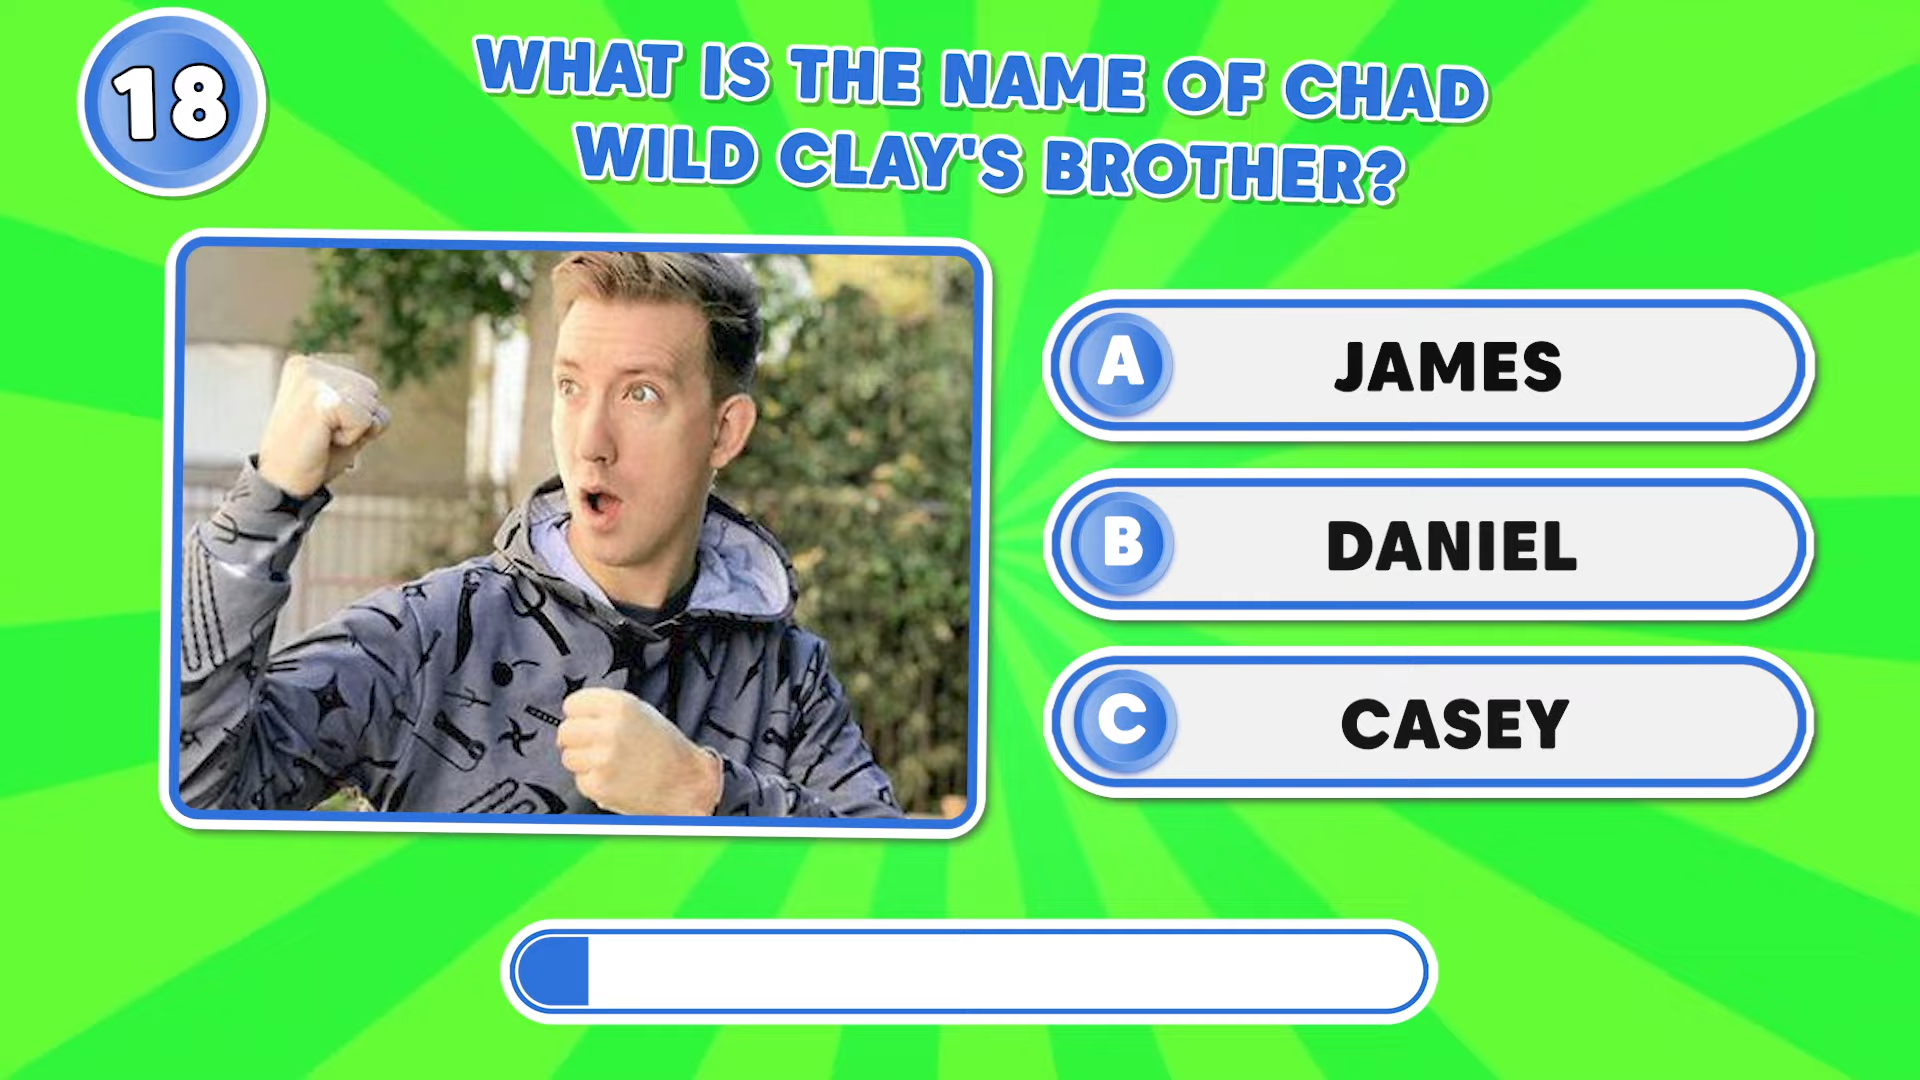 18
WHAT IS THE NAME OF CHAD
WILD CLAY'S BROTHER?
A JAMES
B DANIEL
C CASEY